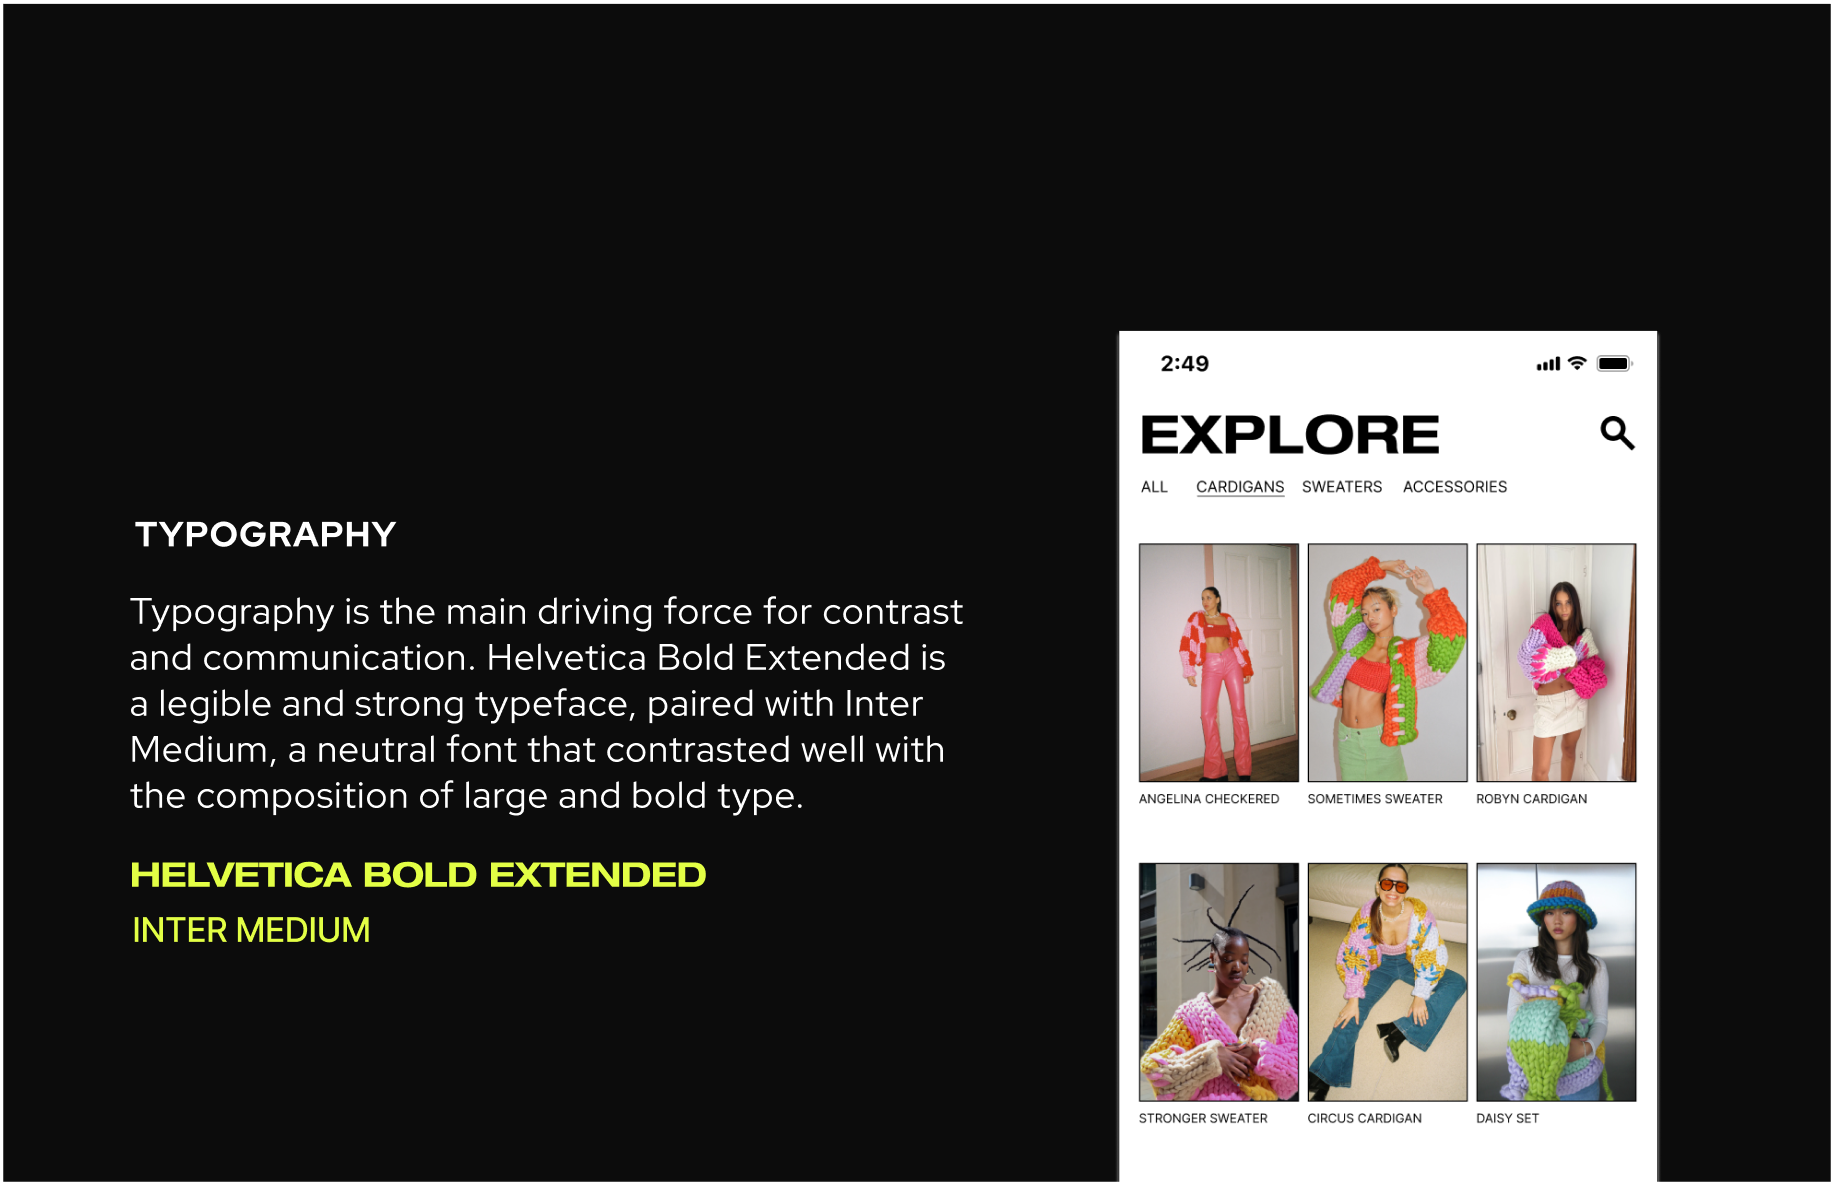 TYPOGRAPHY
Typography is the main driving force for contrast
and communication. Helvetica Bold Extended is
a legible and strong typeface, paired with Inter
Medium, a neutral font that contrasted well with
the composition of large and bold type.
HELVETICA BOLD EXTENDED
INTER MEDIUM
2:49
EXPLORE
ALL CARDIGANS SWEATERS ACCESSORIES
ANGELINA CHECKERED SOMETIMES SWEATER ROBYN CARDIGAN
STRONGER SWEATER CIRCUS CARDIGAN DAISY SET